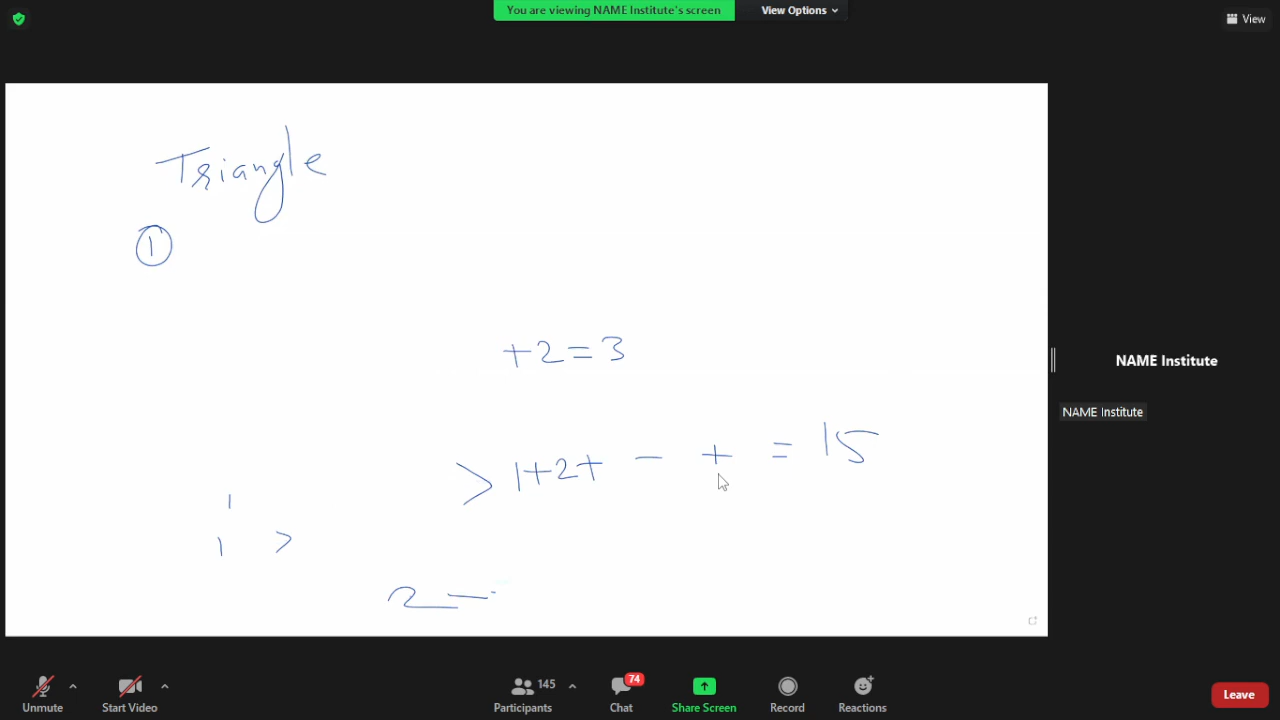 You are viewing NAME Institute's screen View Options
View
Triangle
①
+2=3
> 1+2+ - + = 15
i >
2
NAME Institute
NAME Institute
Unmute
Start Video
145
Participants
74
Chat
Share Screen
Record
Reactions
Leave